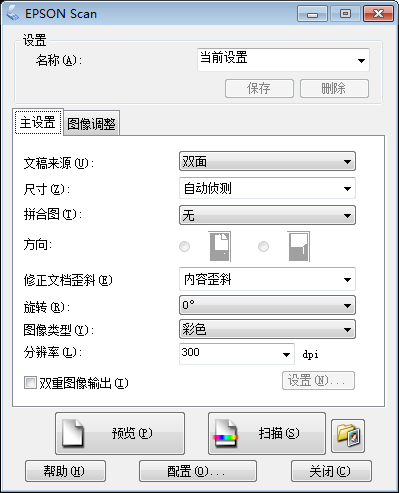 EPSON Scan
设置
名称(A): 当前设置
保存 删除
主设置 图像调整
文稿来源(U): 双面
尺寸(Z): 自动侦测
拼合图(T): 无
方向:
修正文档歪斜(E) 内容歪斜
旋转(R): 0°
图像类型(Y): 彩色
分辨率(L): 300 dpi
双重图像输出(I) 设置(N)...
预览(P) 扫描(S)
帮助(H) 配置(O)... 关闭(C)